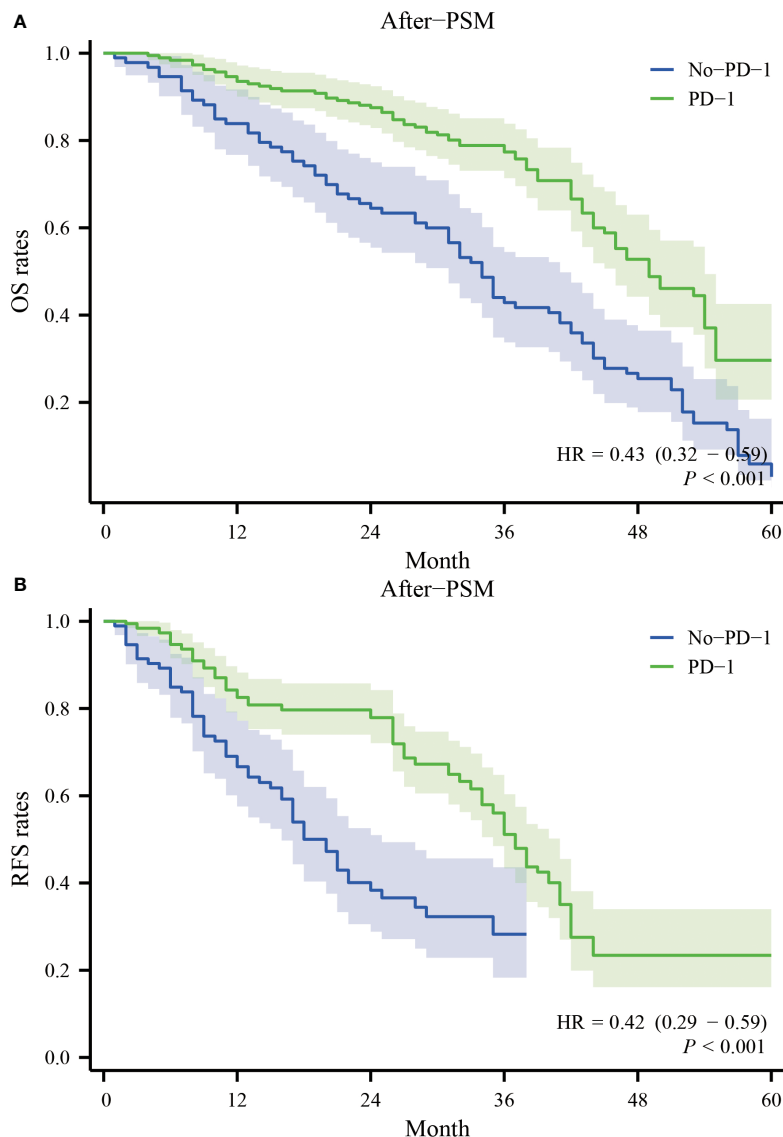 A
After−PSM
1.0
0.8
0.6
0.4
0.2
OS rates
No−PD−1
PD−1
HR = 0.43 (0.32 − 0.59)
P < 0.001
0 12 24 36 48 60
Month
B
After−PSM
1.0
0.8
0.6
0.4
0.2
0.0
RFS rates
No−PD−1
PD−1
HR = 0.42 (0.29 − 0.59)
P < 0.001
0 12 24 36 48 60
Month